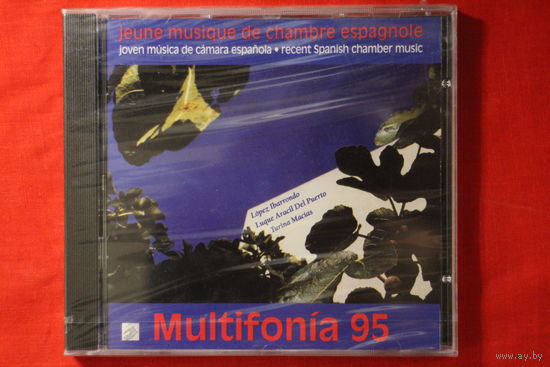 jeune musique de chambre espagnole
joven música de cámara española • recent Spanish chamber music
López Ibarrondo
Luque Aracil Del Puerto
Turina Macías
Multifonía 95
www.ay.by